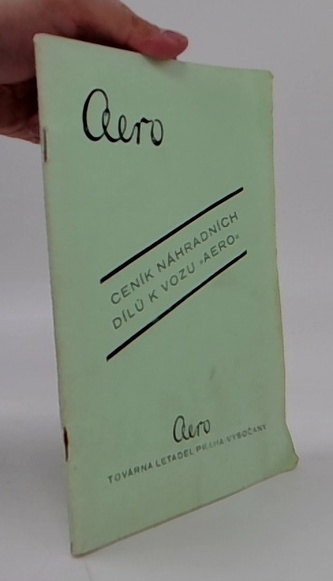 Aero
CENÍK NÁHRADNÍCH
DÍLŮ K VOZU »AERO«
Aero
TOVÁRNA LETADEL PRAHA-VYSOČANY